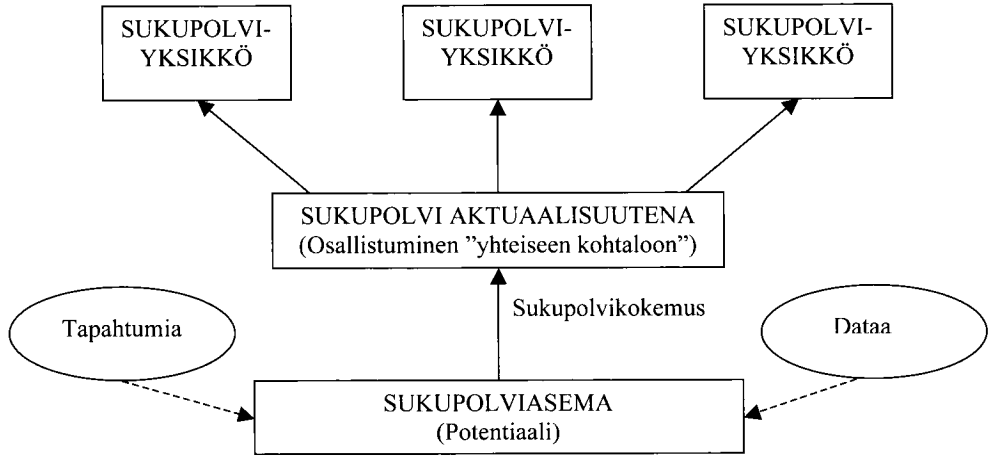 SUKUPOLVI-
YKSIKKÖ
SUKUPOLVI-
YKSIKKÖ
SUKUPOLVI-
YKSIKKÖ
SUKUPOLVI AKTUAALISUUTENA
(Osallistuminen ”yhteiseen kohtaloon”)
Sukupolvikokemus
Tapahtumia
Dataa
SUKUPOLVIASEMA
(Potentiaali)